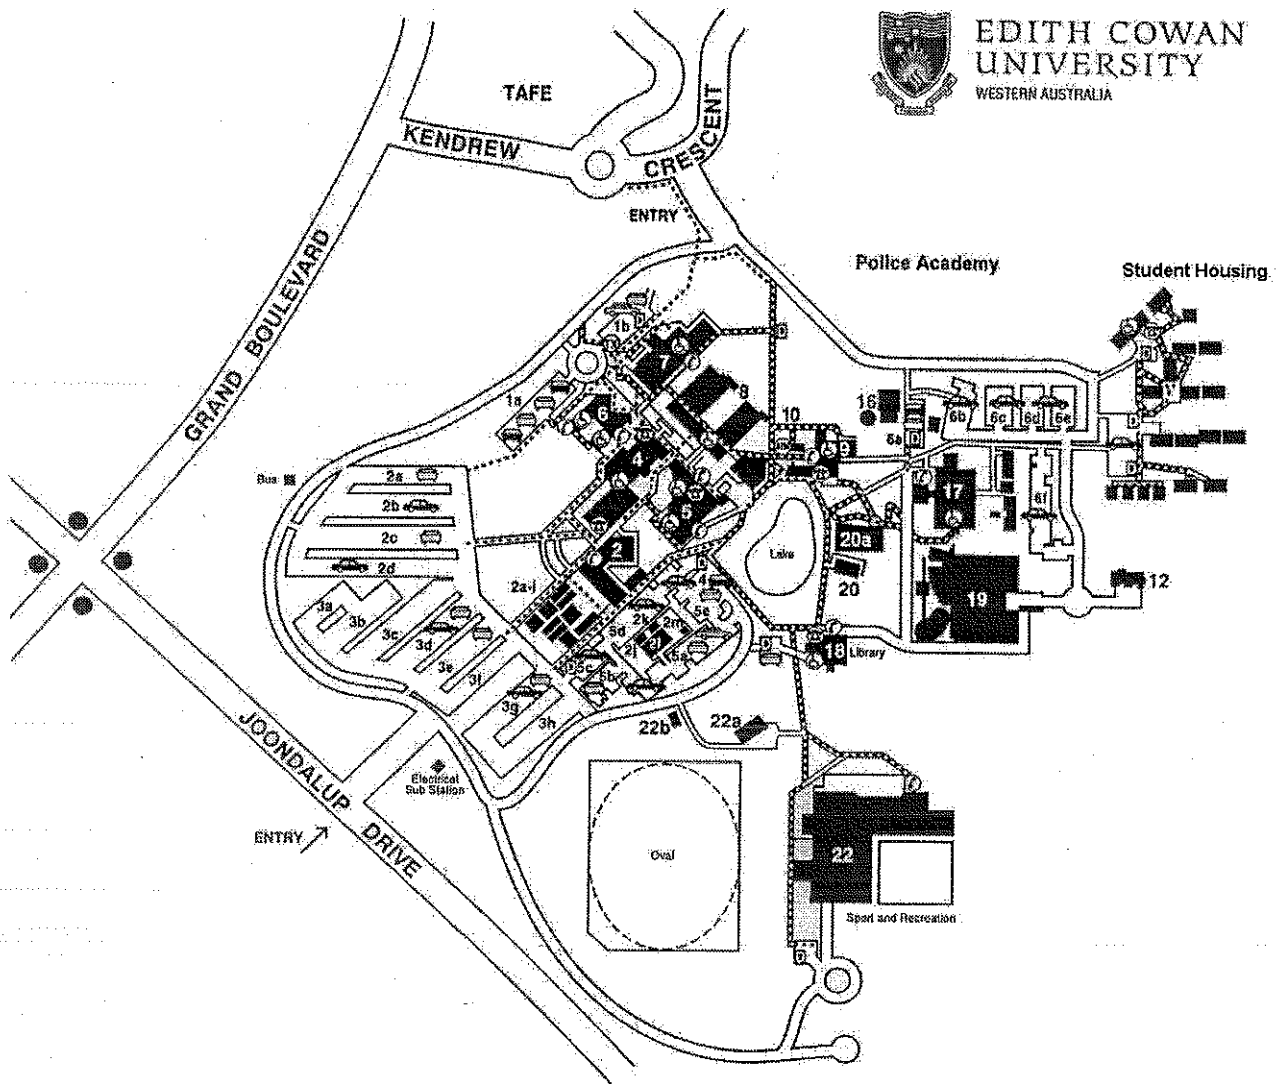 EDITH COWAN
UNIVERSITY
WESTERN AUSTRALIA
TAFE
KENDREW
CRESCENT
ENTRY
GRAND BOULEVARD
Police Academy
Student Housing
1b
D
7
8
1a
6
4
5
10
9
16
6a
D
6b
6c
6d
6e
D
V
D
Bus
2a
2b
2c
2d
17
6f
2
Lake
20a
20
19
12
3a
3b
3c
3d
3e
3f
3g
3h
2a-j
5d
5e
2k
2m
2j
5a
5b
5c
D
18
Library
22b
22a
Electrical
Sub Station
JOONDALUP DRIVE
ENTRY
Oval
22
Sport and Recreation
D